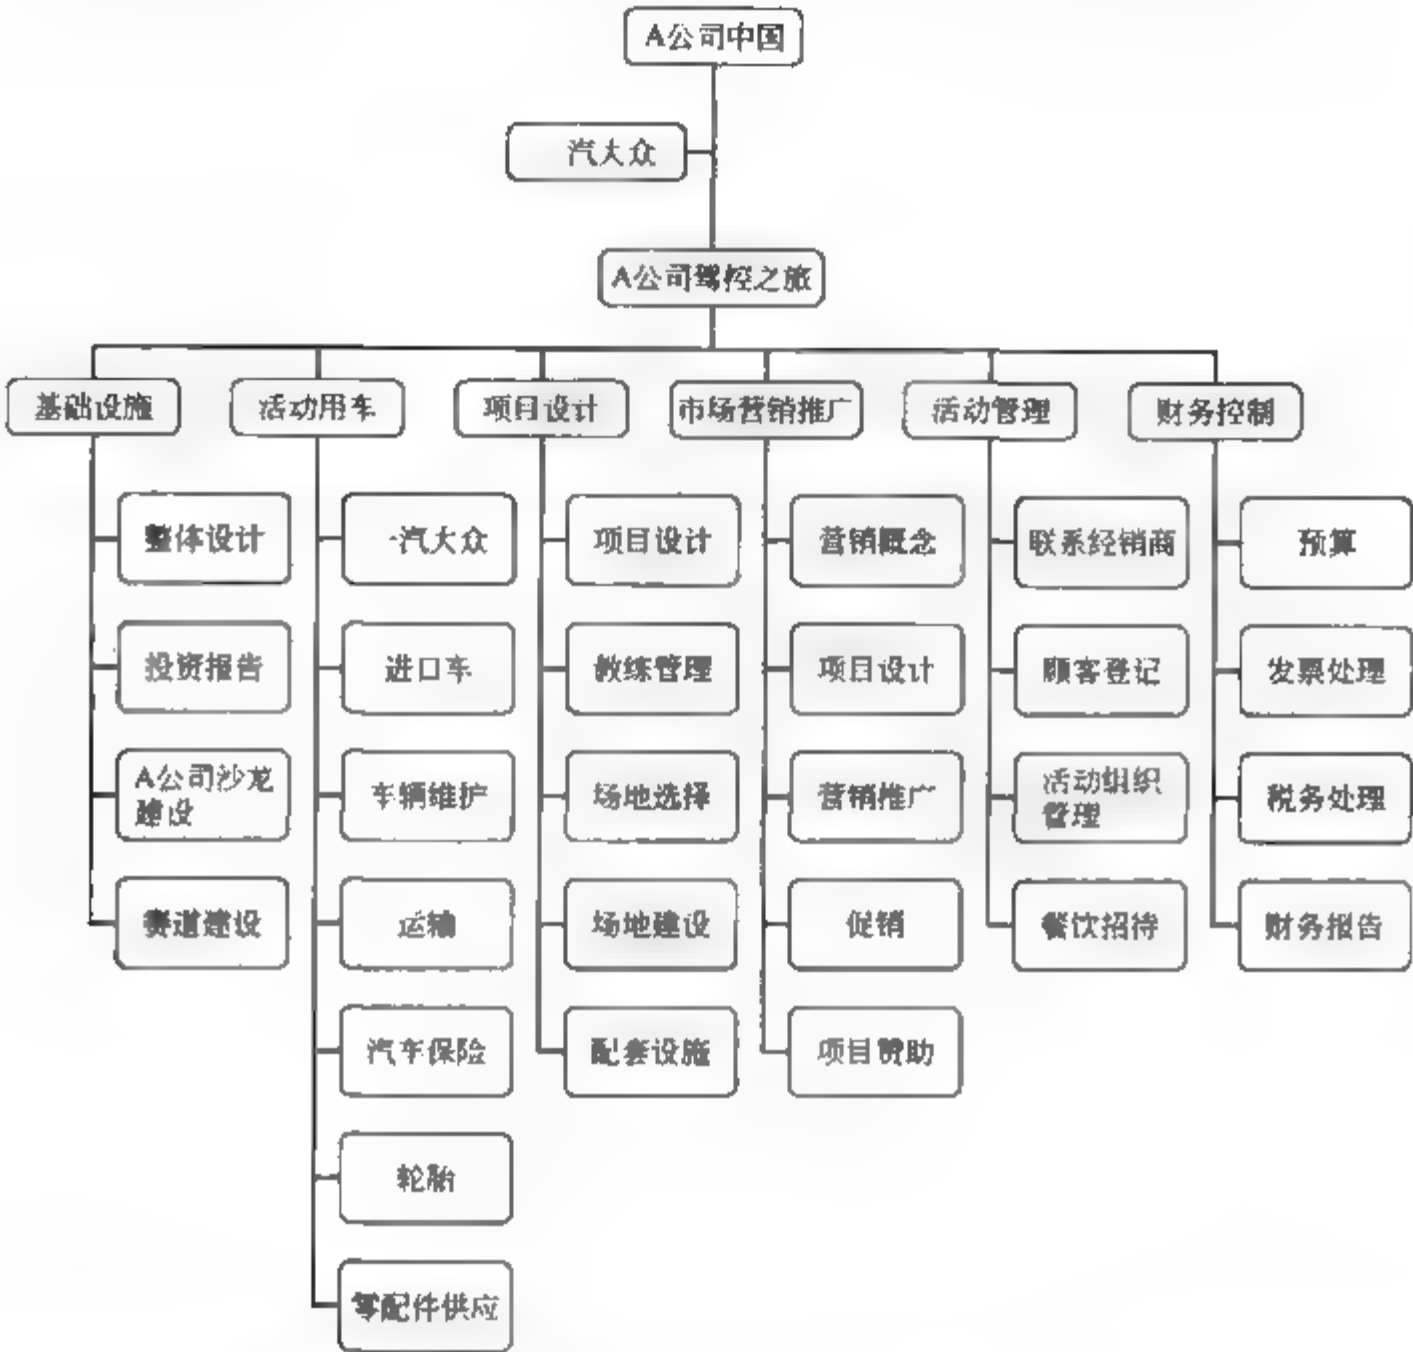 A公司中国
汽大众
A公司驾控之旅
基础设施
活动用车
项目设计
市场营销推广
活动管理
财务控制
整体设计
一汽大众
项目设计
营销概念
联系经销商
预算
投资报告
进口车
教练管理
项目设计
顾客登记
发票处理
A公司沙龙
建设
车辆维护
场地选择
营销推广
活动组织
管理
税务处理
赛道建设
运输
场地建设
促销
餐饮招待
财务报告
汽车保险
配套设施
项目赞助
轮胎
零配件供应